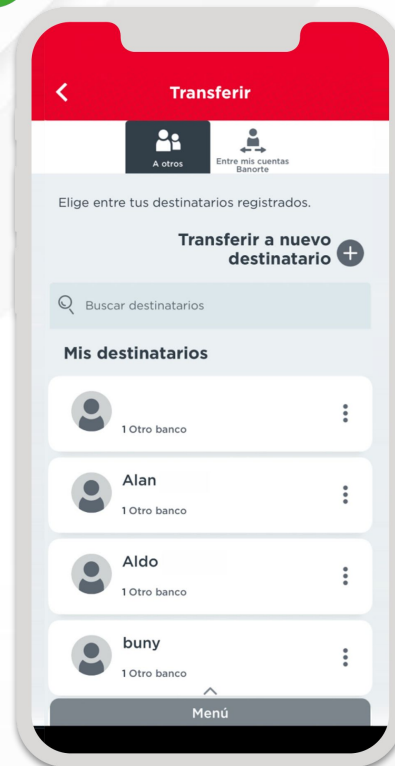 Transferir
A otros
Entre mis cuentas
Banorte
Elige entre tus destinatarios registrados.
Transferir a nuevo
destinatario
Buscar destinatarios
Mis destinatarios
1 Otro banco
Alan
1 Otro banco
Aldo
1 Otro banco
buny
1 Otro banco
Menú